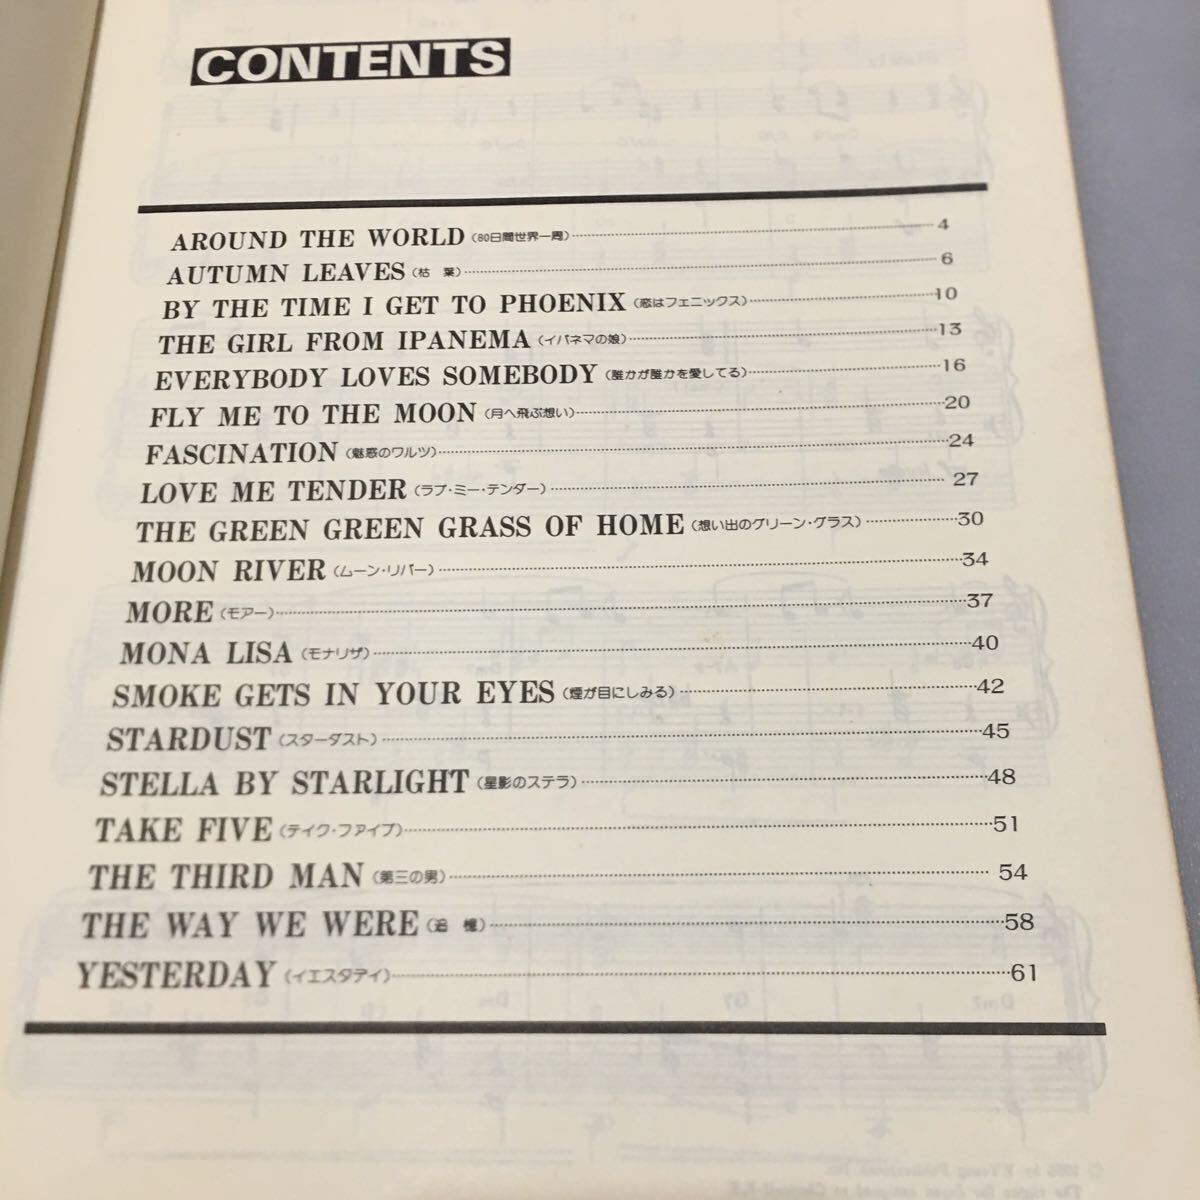 CONTENTS
AROUND THE WORLD (80日間世界一周) 4
AUTUMN LEAVES (枯 葉) 6
BY THE TIME I GET TO PHOENIX (恋はフェニックス) 10
THE GIRL FROM IPANEMA (イパネマの娘) 13
EVERYBODY LOVES SOMEBODY (誰かが誰かを愛してる) 16
FLY ME TO THE MOON (月へ飛ぶ想い) 20
FASCINATION (魅惑のワルツ) 24
LOVE ME TENDER (ラブ・ミー・テンダー) 27
THE GREEN GREEN GRASS OF HOME (想い出のグリーン・グラス) 30
MOON RIVER (ムーン・リバー) 34
MORE (モアー) 37
MONA LISA (モナリザ) 40
SMOKE GETS IN YOUR EYES (煙が目にしみる) 42
STARDUST (スターダスト) 45
STELLA BY STARLIGHT (星影のステラ) 48
TAKE FIVE (テイク・ファイブ) 51
THE THIRD MAN (第三の男) 54
THE WAY WE WERE (追 憶) 58
YESTERDAY (イエスタデイ) 61